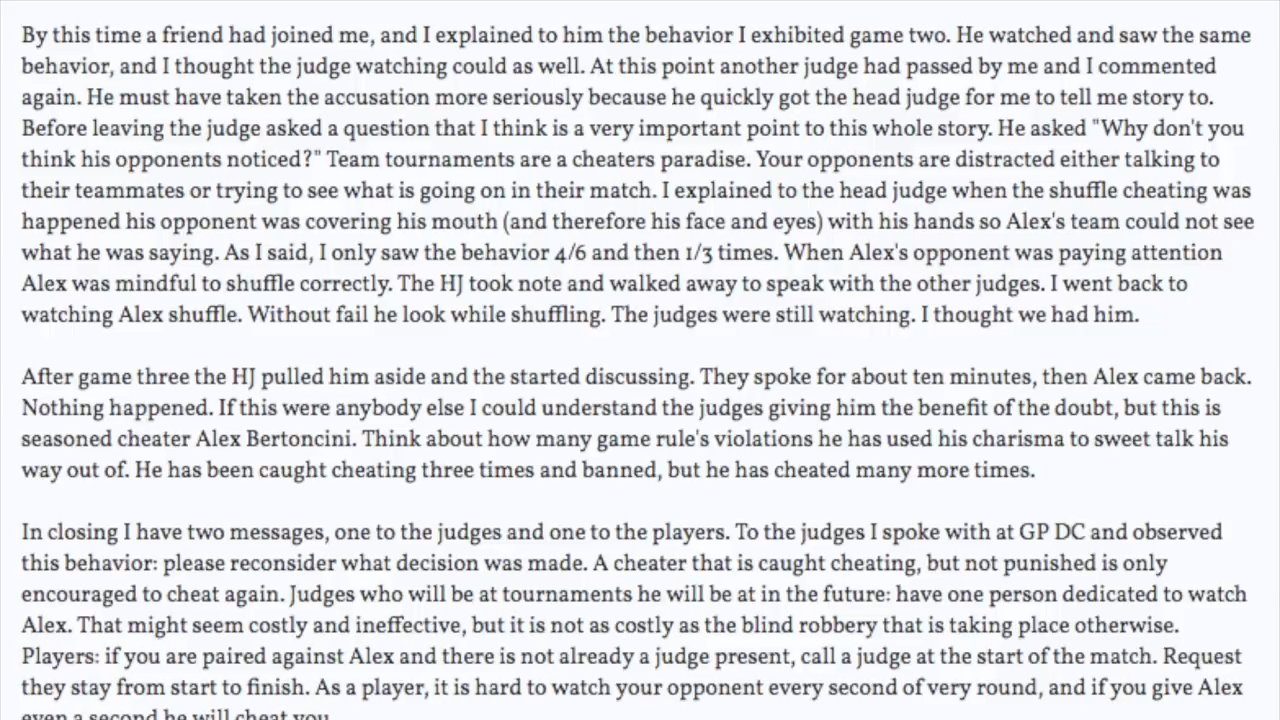 By this time a friend had joined me, and I explained to him the behavior I exhibited game two. He watched and saw the same
behavior, and I thought the judge watching could as well. At this point another judge had passed by me and I commented
again. He must have taken the accusation more seriously because he quickly got the head judge for me to tell me story to.
Before leaving the judge asked a question that I think is a very important point to this whole story. He asked "Why don't you
think his opponents noticed?" Team tournaments are a cheaters paradise. Your opponents are distracted either talking to
their teammates or trying to see what is going on in their match. I explained to the head judge when the shuffle cheating was
happened his opponent was covering his mouth (and therefore his face and eyes) with his hands so Alex's team could not see
what he was saying. As I said, I only saw the behavior 4/6 and then 1/3 times. When Alex's opponent was paying attention
Alex was mindful to shuffle correctly. The HJ took note and walked away to speak with the other judges. I went back to
watching Alex shuffle. Without fail he look while shuffling. The judges were still watching. I thought we had him.
After game three the HJ pulled him aside and the started discussing. They spoke for about ten minutes, then Alex came back.
Nothing happened. If this were anybody else I could understand the judges giving him the benefit of the doubt, but this is
seasoned cheater Alex Bertoncini. Think about how many game rule's violations he has used his charisma to sweet talk his
way out of. He has been caught cheating three times and banned, but he has cheated many more times.
In closing I have two messages, one to the judges and one to the players. To the judges I spoke with at GP DC and observed
this behavior: please reconsider what decision was made. A cheater that is caught cheating, but not punished is only
encouraged to cheat again. Judges who will be at tournaments he will be at in the future: have one person dedicated to watch
Alex. That might seem costly and ineffective, but it is not as costly as the blind robbery that is taking place otherwise.
Players: if you are paired against Alex and there is not already a judge present, call a judge at the start of the match. Request
they stay from start to finish. As a player, it is hard to watch your opponent every second of very round, and if you give Alex
even a second he will cheat you